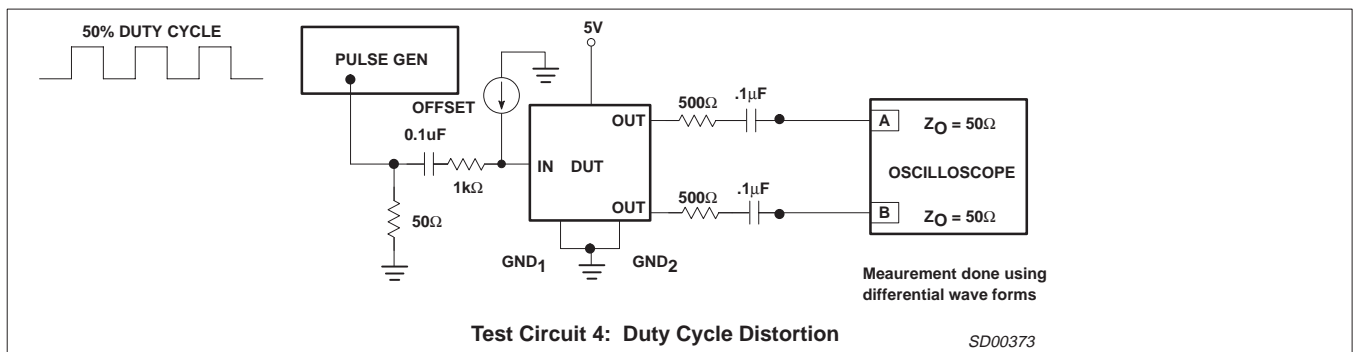 50% DUTY CYCLE
PULSE GEN
OFFSET
5V
0.1uF
1kΩ
50Ω
IN
DUT
OUT
OUT
GND1
GND2
500Ω
.1μF
500Ω
.1μF
A
ZO = 50Ω
OSCILLOSCOPE
B
ZO = 50Ω
Meaurement done using
differential wave forms
Test Circuit 4: Duty Cycle Distortion
SD00373